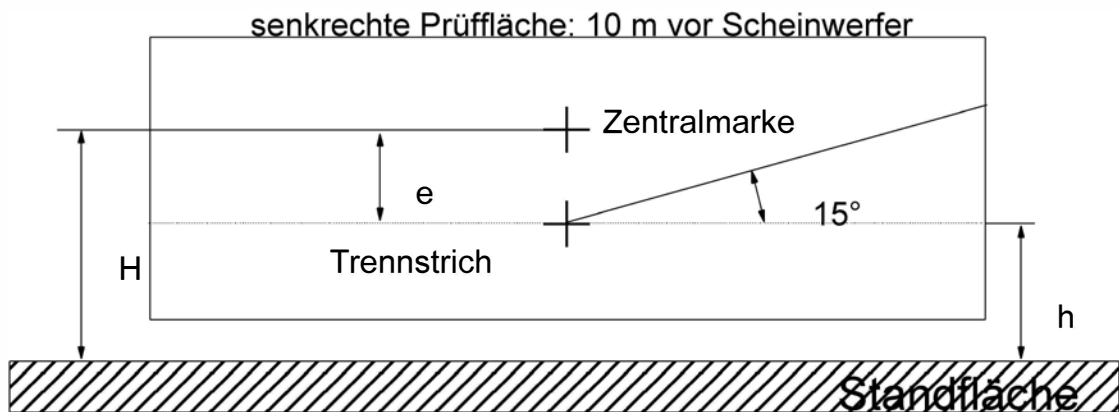 senkrechte Prüffläche: 10 m vor Scheinwerfer
Zentralmarke
e
15°
Trennstrich
H
h
Standfläche